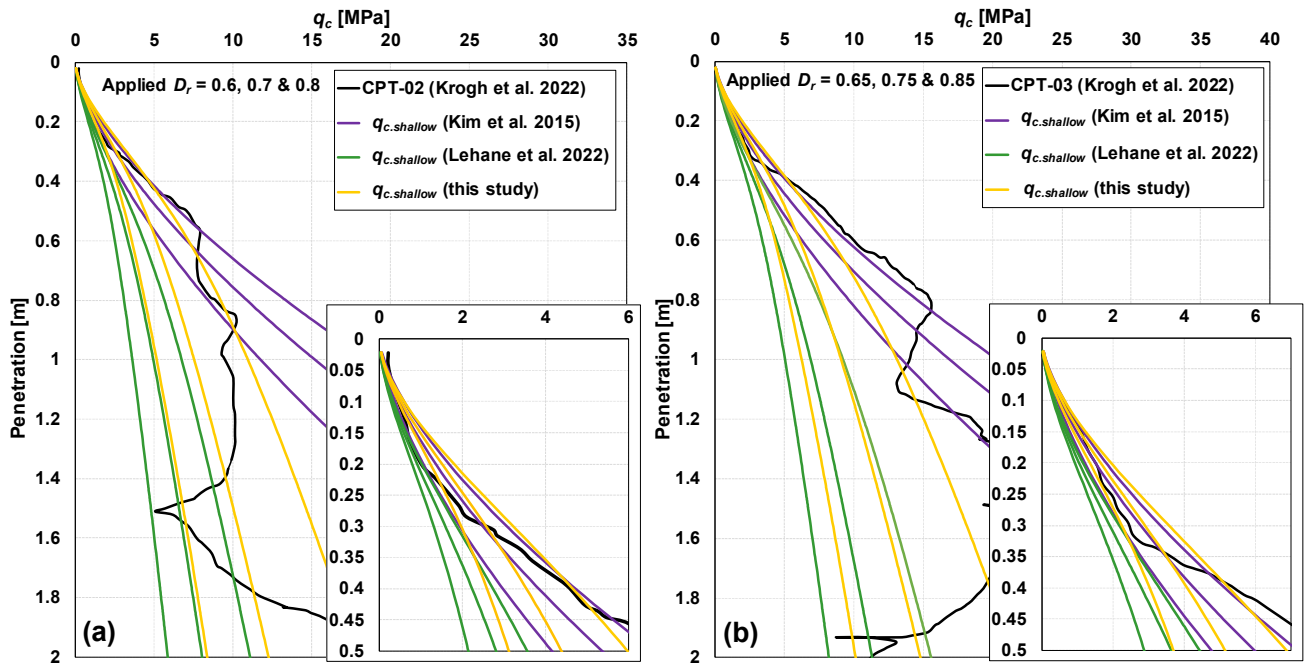 q_c [MPa]
0 5 10 15 20 25 30 35
Applied D_r = 0.6, 0.7 & 0.8
CPT-02 (Krogh et al. 2022)
q_c.shallow (Kim et al. 2015)
q_c.shallow (Lehane et al. 2022)
q_c.shallow (this study)
Penetration [m]
0
0.2
0.4
0.6
0.8
1
1.2
1.4
1.6
1.8
2
(a)
0 2 4 6
0
0.05
0.1
0.15
0.2
0.25
0.3
0.35
0.4
0.45
0.5
q_c [MPa]
0 5 10 15 20 25 30 35 40
Applied D_r = 0.65, 0.75 & 0.85
CPT-03 (Krogh et al. 2022)
q_c.shallow (Kim et al. 2015)
q_c.shallow (Lehane et al. 2022)
q_c.shallow (this study)
Penetration [m]
0
0.2
0.4
0.6
0.8
1
1.2
1.4
1.6
1.8
2
(b)
0 2 4 6
0
0.05
0.1
0.15
0.2
0.25
0.3
0.35
0.4
0.45
0.5